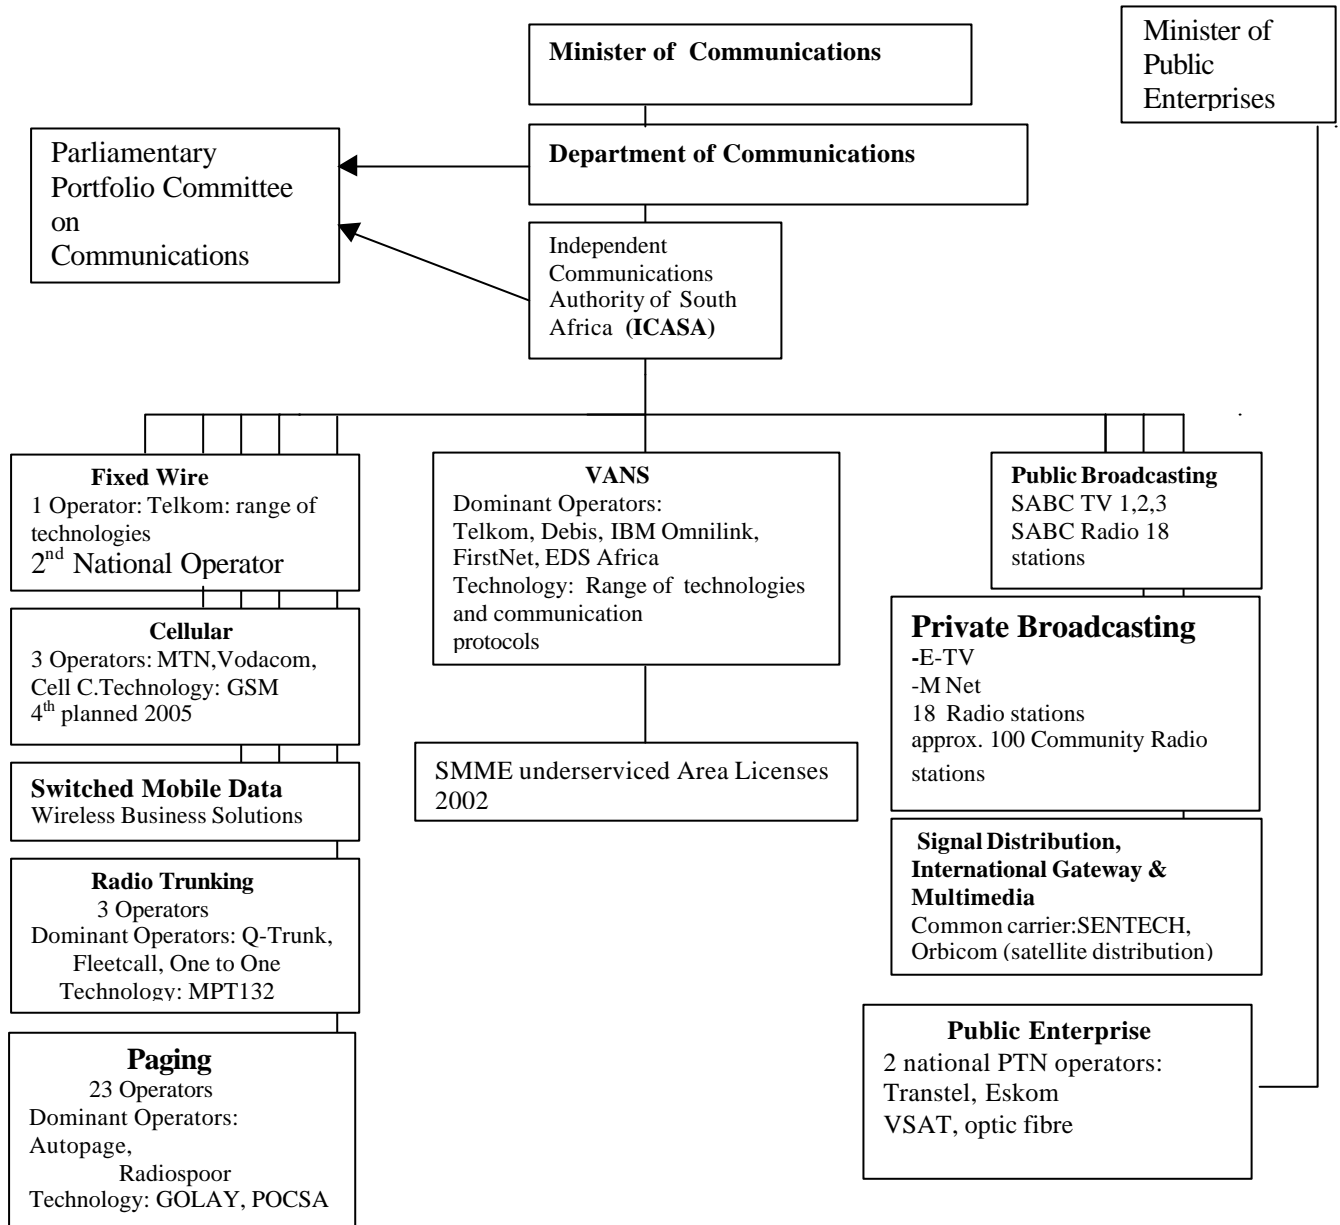 Minister of Communications
Minister of
Public
Enterprises
Parliamentary
Portfolio Committee
on
Communications
Department of Communications
Independent
Communications
Authority of South
Africa (ICASA)
Fixed Wire
1 Operator: Telkom: range of
technologies
2nd National Operator
Cellular
3 Operators: MTN,Vodacom,
Cell C.Technology: GSM
4th planned 2005
Switched Mobile Data
Wireless Business Solutions
Radio Trunking
3 Operators
Dominant Operators: Q-Trunk,
Fleetcall, One to One
Technology: MPT132
Paging
23 Operators
Dominant Operators:
Autopage,
Radiospoor
Technology: GOLAY, POCSA
VANS
Dominant Operators:
Telkom, Debis, IBM Omnilink,
FirstNet, EDS Africa
Technology: Range of technologies
and communication
protocols
SMME underserviced Area Licenses
2002
Public Broadcasting
SABC TV 1,2,3
SABC Radio 18
stations
Private Broadcasting
-E-TV
-M Net
18 Radio stations
approx. 100 Community Radio
stations
Signal Distribution,
International Gateway &
Multimedia
Common carrier:SENTECH,
Orbicom (satellite distribution)
Public Enterprise
2 national PTN operators:
Transtel, Eskom
VSAT, optic fibre